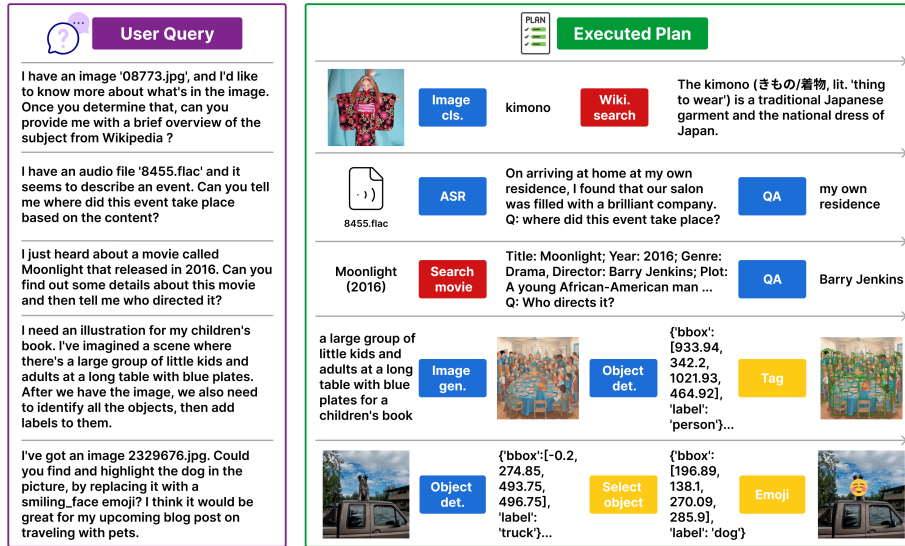 User Query
PLAN
Executed Plan
I have an image '08773.jpg', and I'd like
to know more about what's in the image.
Once you determine that, can you
provide me with a brief overview of the
subject from Wikipedia ?
Image
cls.
kimono
Wiki.
search
The kimono (きもの/着物, lit. 'thing
to wear') is a traditional Japanese
garment and the national dress of
Japan.
I have an audio file '8455.flac' and it
seems to describe an event. Can you tell
me where did this event take place
based on the content?
8455.flac
ASR
On arriving at home at my own
residence, I found that our salon
was filled with a brilliant company.
Q: where did this event take place?
QA
my own
residence
I just heard about a movie called
Moonlight that released in 2016. Can you
find out some details about this movie
and then tell me who directed it?
Moonlight
(2016)
Search
movie
Title: Moonlight; Year: 2016; Genre:
Drama, Director: Barry Jenkins; Plot:
A young African-American man ...
Q: Who directs it?
QA
Barry Jenkins
I need an illustration for my children's
book. I've imagined a scene where
there's a large group of little kids and
adults at a long table with blue plates.
After we have the image, we also need
to identify all the objects, then add
labels to them.
a large group of
little kids and
adults at a long
table with blue
plates for a
children's book
Image
gen.
Object
det.
{'bbox':
[933.94,
342.2,
1021.93,
464.92],
'label':
'person'}...
Tag
I've got an image 2329676.jpg. Could
you find and highlight the dog in the
picture, by replacing it with a
smiling_face emoji? I think it would be
great for my upcoming blog post on
traveling with pets.
Object
det.
{'bbox':[-0.2,
274.85,
493.75,
496.75],
'label':
'truck'}...
Select
object
{'bbox':
[196.89,
138.1,
270.09,
285.9],
'label': 'dog'}
Emoji